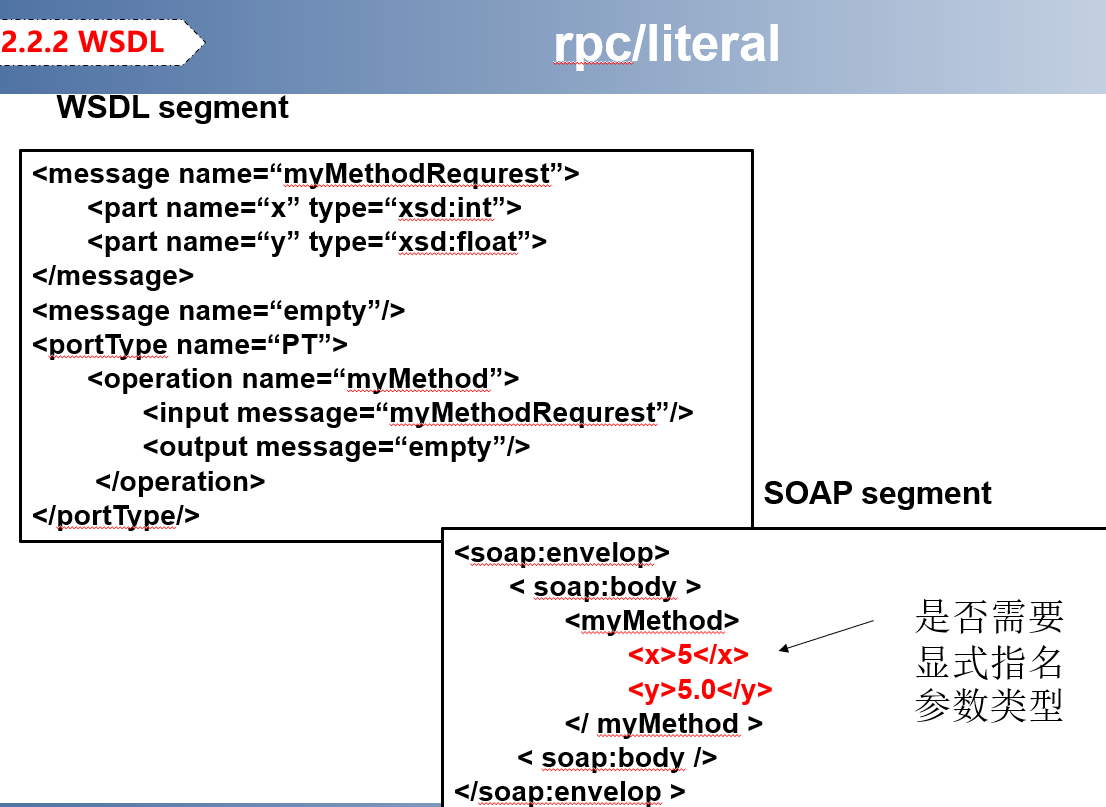 2.2.2 WSDL
rpc/literal
WSDL segment
<message name=“myMethodRequrest”>
<part name=“x” type=“xsd:int”>
<part name=“y” type=“xsd:float”>
</message>
<message name=“empty”/>
<portType name=“PT”>
<operation name=“myMethod”>
<input message=“myMethodRequrest”/>
<output message=“empty”/>
</operation>
</portType/>
SOAP segment
<soap:envelop>
< soap:body >
<myMethod>
<x>5</x>
<y>5.0</y>
</ myMethod >
< soap:body />
</soap:envelop >
是否需要
显式指名
参数类型